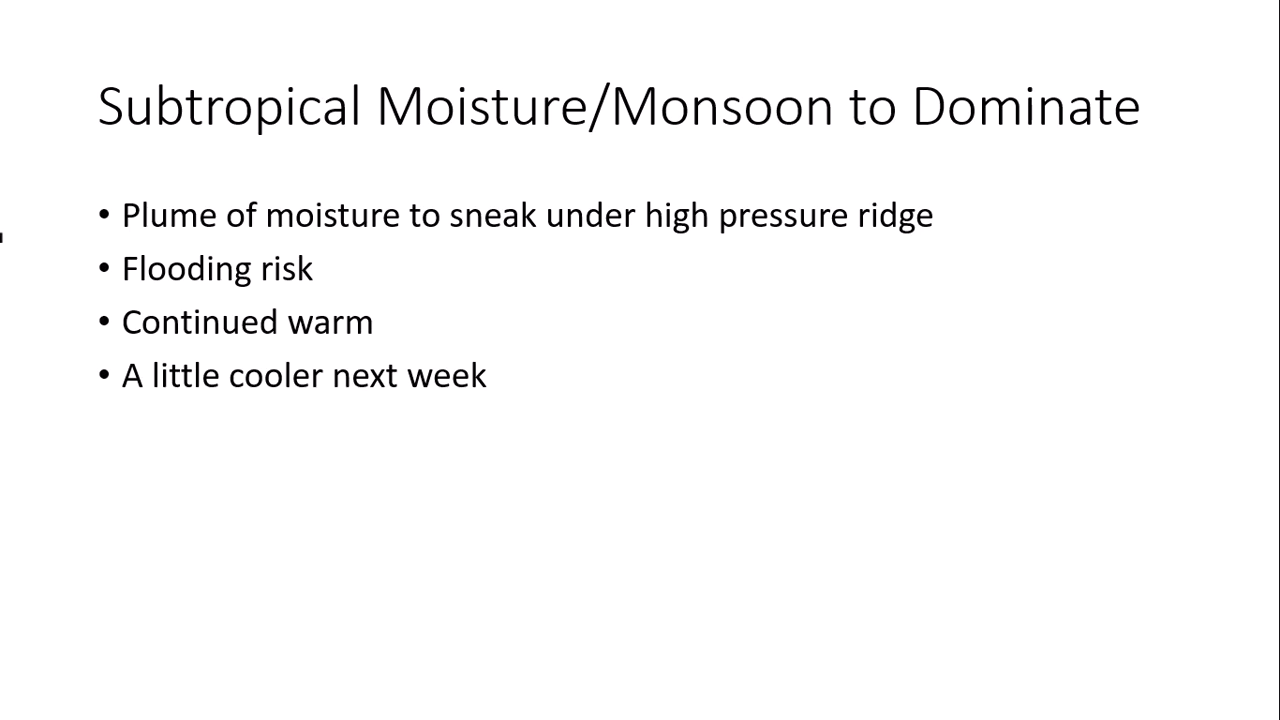 Subtropical Moisture/Monsoon to Dominate
• Plume of moisture to sneak under high pressure ridge
• Flooding risk
• Continued warm
• A little cooler next week